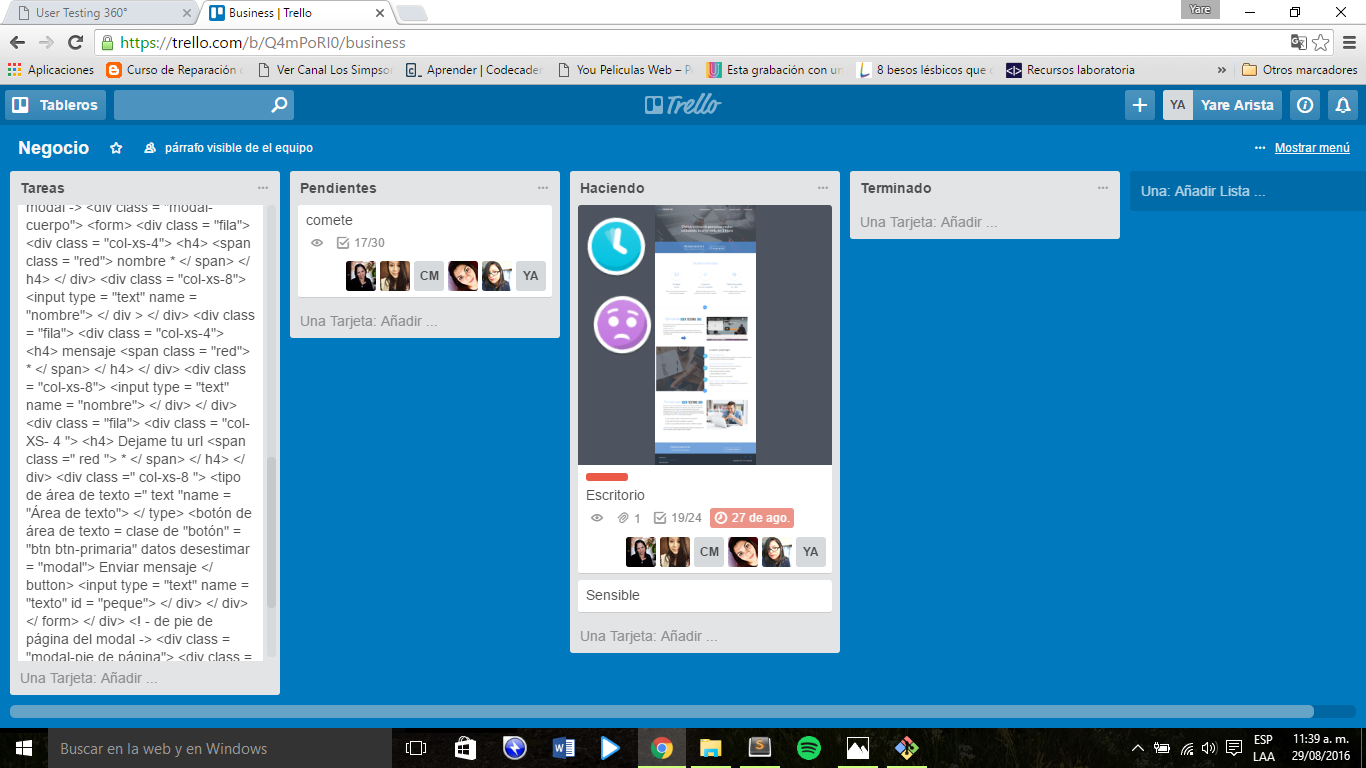 User Testing 360°
Business | Trello
Yare
https://trello.com/b/Q4mPoRI0/business
Aplicaciones
Curso de Reparación
Ver Canal Los Simpso
Aprender | Codecade
You Peliculas Web –
Esta grabación con un
8 besos lésbicos que
Recursos laboratoria
»
Otros marcadores
Tableros
Trello
YA
Yare Arista
Negocio
párrafo visible de el equipo
Mostrar menú
Tareas
modal -> <div class = "modal-
cuerpo"> <form> <div class = "fila">
<div class = "col-xs-4"> <h4> <span
class = "red"> nombre * </ span> </
h4> </ div> <div class = "col-xs-8">
<input type = "text" name =
"nombre"> </ div > </ div> <div class
= "fila"> <div class = "col-xs-4">
<h4> mensaje <span class = "red">
* </ span> </ h4> </ div> <div class
= "col-xs-8"> <input type = "text"
name = "nombre"> </ div> </ div>
<div class = "fila"> <div class = "col-
XS- 4 "> <h4> Dejame tu url <span
class =" red "> * </ span> </ h4> </
div> <div class =" col-xs-8 "> <tipo
de área de texto =" text "name =
"Área de texto"> </ type> <botón de
área de texto = clase de "botón" =
"btn btn-primaria" datos desestimar
= "modal"> Enviar mensaje </
button> <input type = "text" name =
"texto" id = "peque"> </ div> </ div>
</ form> </ div> <! - de pie de
página del modal -> <div class =
"modal-pie de página"> <div class =
Una Tarjeta: Añadir ...
Pendientes
comete
17/30
CM
YA
Una Tarjeta: Añadir ...
Haciendo
Escritorio
1
19/24
27 de ago.
CM
YA
Sensible
Una Tarjeta: Añadir ...
Terminado
Una Tarjeta: Añadir ...
Una: Añadir Lista ...
Buscar en la web y en Windows
ESP
LAA
11:39 a. m.
29/08/2016